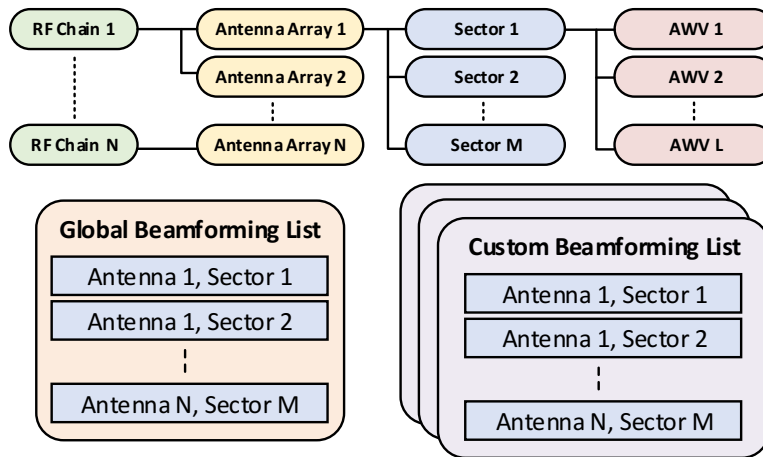 RF Chain 1
Antenna Array 1
Sector 1
AWV 1
Antenna Array 2
Sector 2
AWV 2
RF Chain N
Antenna Array N
Sector M
AWV L
Global Beamforming List
Antenna 1, Sector 1
Antenna 1, Sector 2
Antenna N, Sector M
Custom Beamforming List
Antenna 1, Sector 1
Antenna 1, Sector 2
Antenna N, Sector M